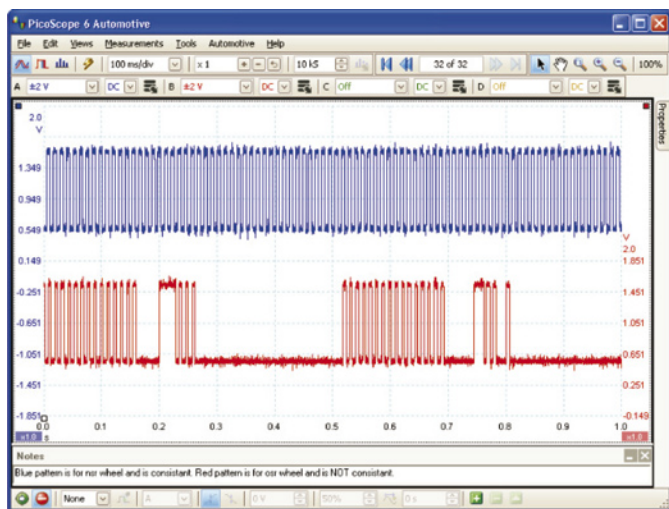 PicoScope 6 Automotive
File Edit Views Measurements Tools Automotive Help
100 ms/div x 1 10 kS 32 of 32 100%
A ±2 V DC B ±2 V DC C Off DC D Off DC
Properties
2.0
V
1.349
0.949
0.549
0.149
-0.251
-0.651
-1.051
-1.451
-1.851
V
2.0
1.851
1.451
1.051
0.651
0.251
-0.149
0.0 0.1 0.2 0.3 0.4 0.5 0.6 0.7 0.8 0.9 1.0
x1.0 s x1.0
Notes
Blue pattern is for nsr wheel and is consistant. Red pattern is for osr wheel and is NOT consistant.
None A 0 V 50% 0 s